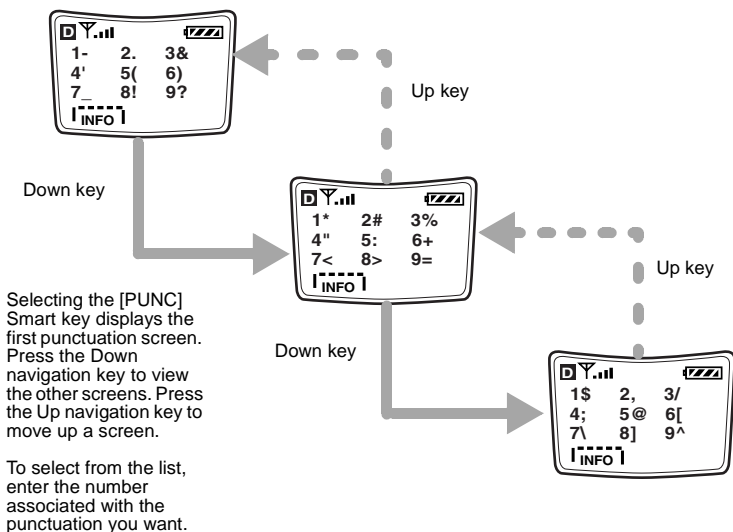 D
1- 2. 3&
4' 5( 6)
7_ 8! 9?
INFO
Up key
Down key
D
1* 2# 3%
4" 5: 6+
7< 8> 9=
INFO
Up key
Down key
D
1$ 2, 3/
4; 5@ 6[
7\ 8] 9^
INFO
Selecting the [PUNC]
Smart key displays the
first punctuation screen.
Press the Down
navigation key to view
the other screens. Press
the Up navigation key to
move up a screen.
To select from the list,
enter the number
associated with the
punctuation you want.